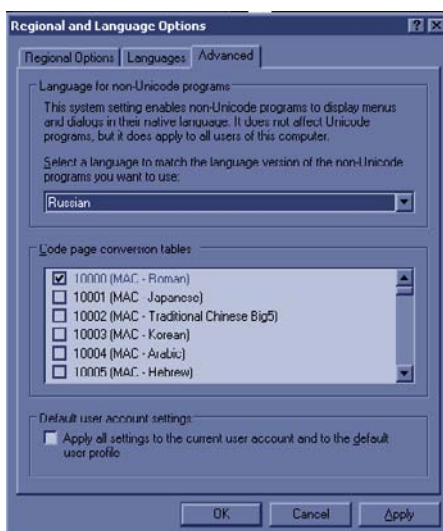 Regional and Language Options
Regional Options Languages Advanced
Language for non-Unicode programs
This system setting enables non-Unicode programs to display menus
and dialogs in their native language. It does not affect Unicode
programs, but it does apply to all users of this computer.
Select a language to match the language version of the non-Unicode
programs you want to use:
Russian
Code page conversion tables
10000 (MAC - Roman)
10001 (MAC - Japanese)
10002 (MAC - Traditional Chinese Big5)
10003 (MAC - Korean)
10004 (MAC - Arabic)
10005 (MAC - Hebrew)
Default user account settings
Apply all settings to the current user account and to the default
user profile
OK Cancel Apply